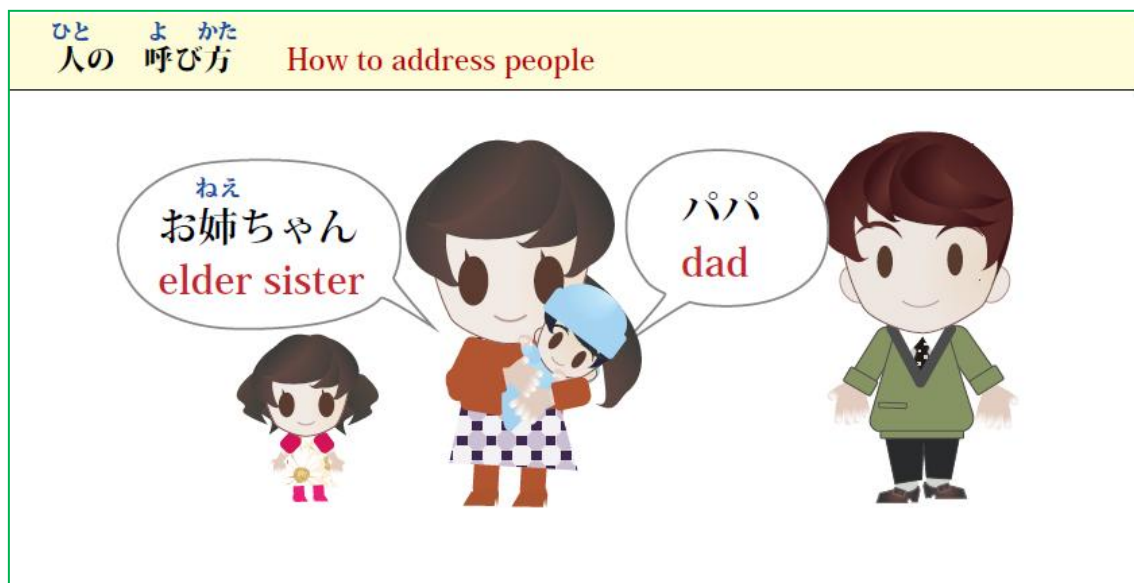 ひと よ かた
人の 呼び方 How to address people
ねえ
お姉ちゃん
elder sister
パパ
dad